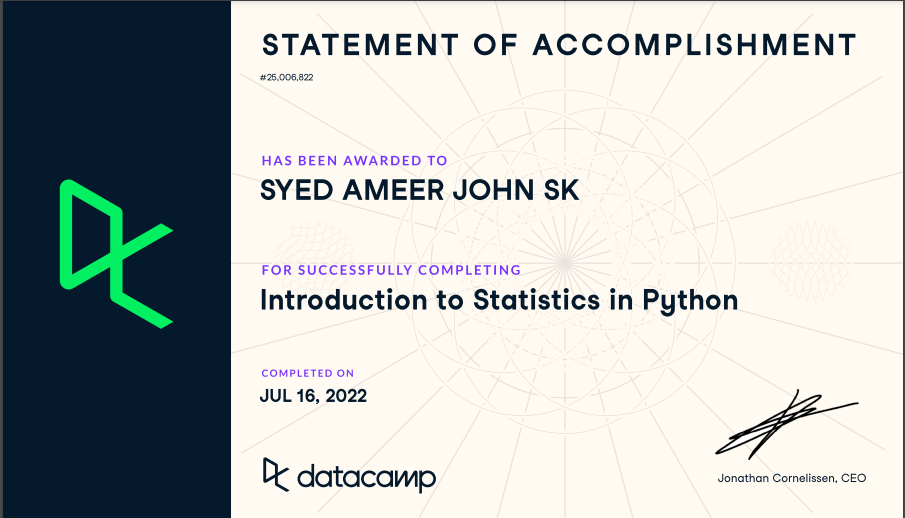 STATEMENT OF ACCOMPLISHMENT
#25,006,822
HAS BEEN AWARDED TO
SYED AMEER JOHN SK
FOR SUCCESSFULLY COMPLETING
Introduction to Statistics in Python
COMPLETED ON
JUL 16, 2022
datacamp
Jonathan Cornelissen, CEO